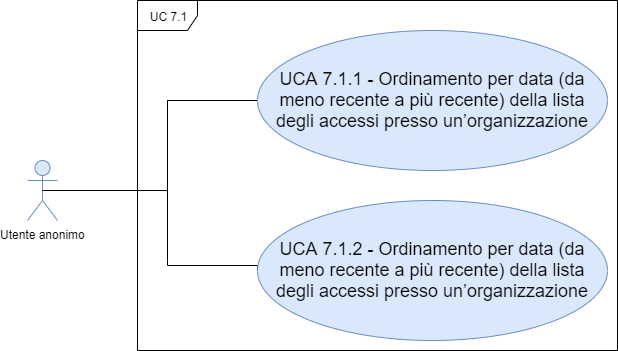 UC 7.1
UCA 7.1.1 - Ordinamento per data (da
meno recente a più recente) della lista
degli accessi presso un’organizzazione
Utente anonimo
UCA 7.1.2 - Ordinamento per data (da
meno recente a più recente) della lista
degli accessi presso un’organizzazione